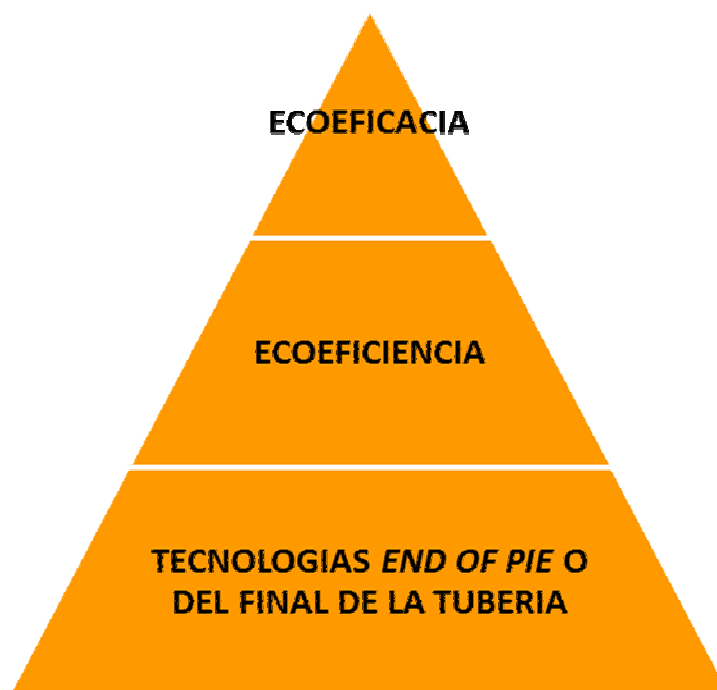 ECOEFICACIA
ECOEFICIENCIA
TECNOLOGIAS END OF PIE O
DEL FINAL DE LA TUBERIA